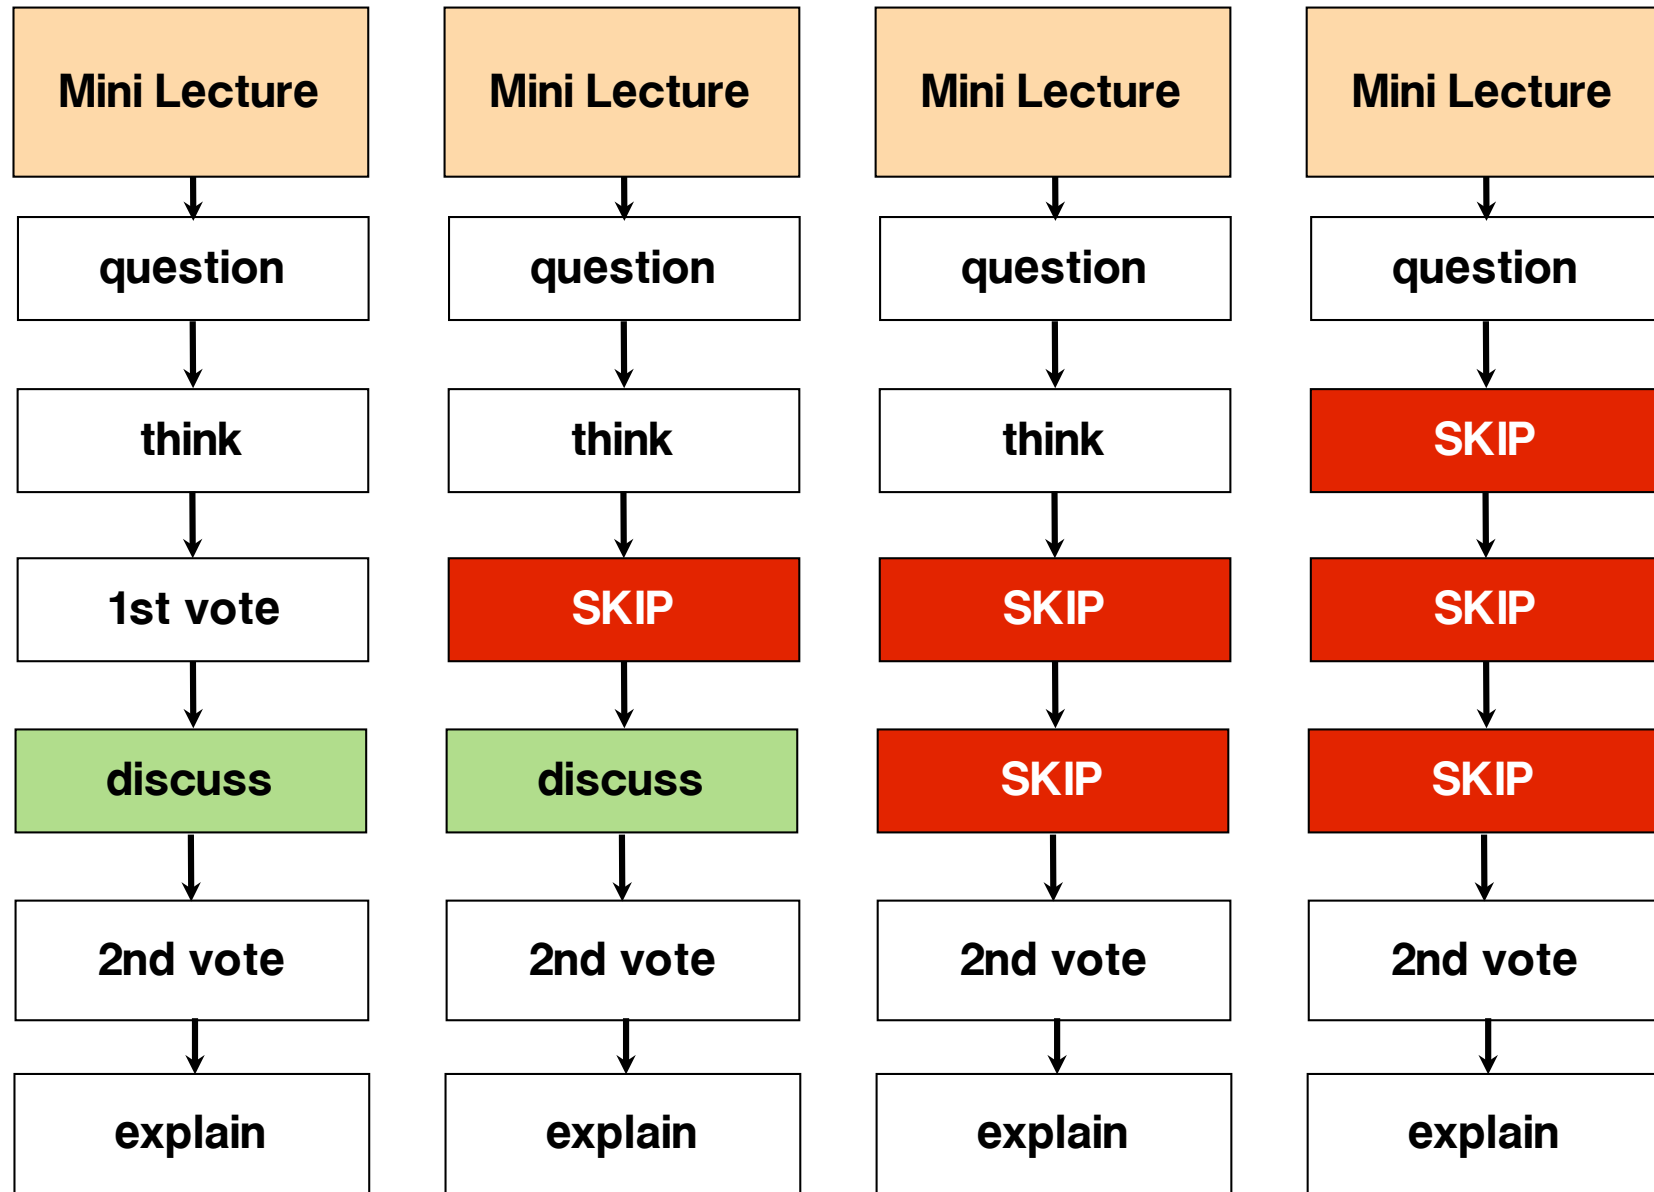 Mini Lecture
question
think
1st vote
discuss
2nd vote
explain
Mini Lecture
question
think
SKIP
discuss
2nd vote
explain
Mini Lecture
question
think
SKIP
SKIP
2nd vote
explain
Mini Lecture
question
SKIP
SKIP
SKIP
2nd vote
explain